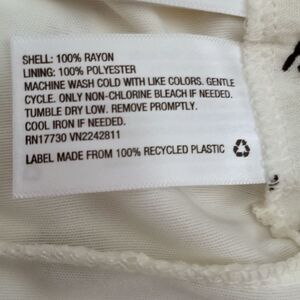 SHELL: 100% RAYON
LINING: 100% POLYESTER
MACHINE WASH COLD WITH LIKE COLORS. GENTLE
CYCLE. ONLY NON-CHLORINE BLEACH IF NEEDED.
TUMBLE DRY LOW. REMOVE PROMPTLY.
COOL IRON IF NEEDED.
RN17730 VN2242811
LABEL MADE FROM 100% RECYCLED PLASTIC